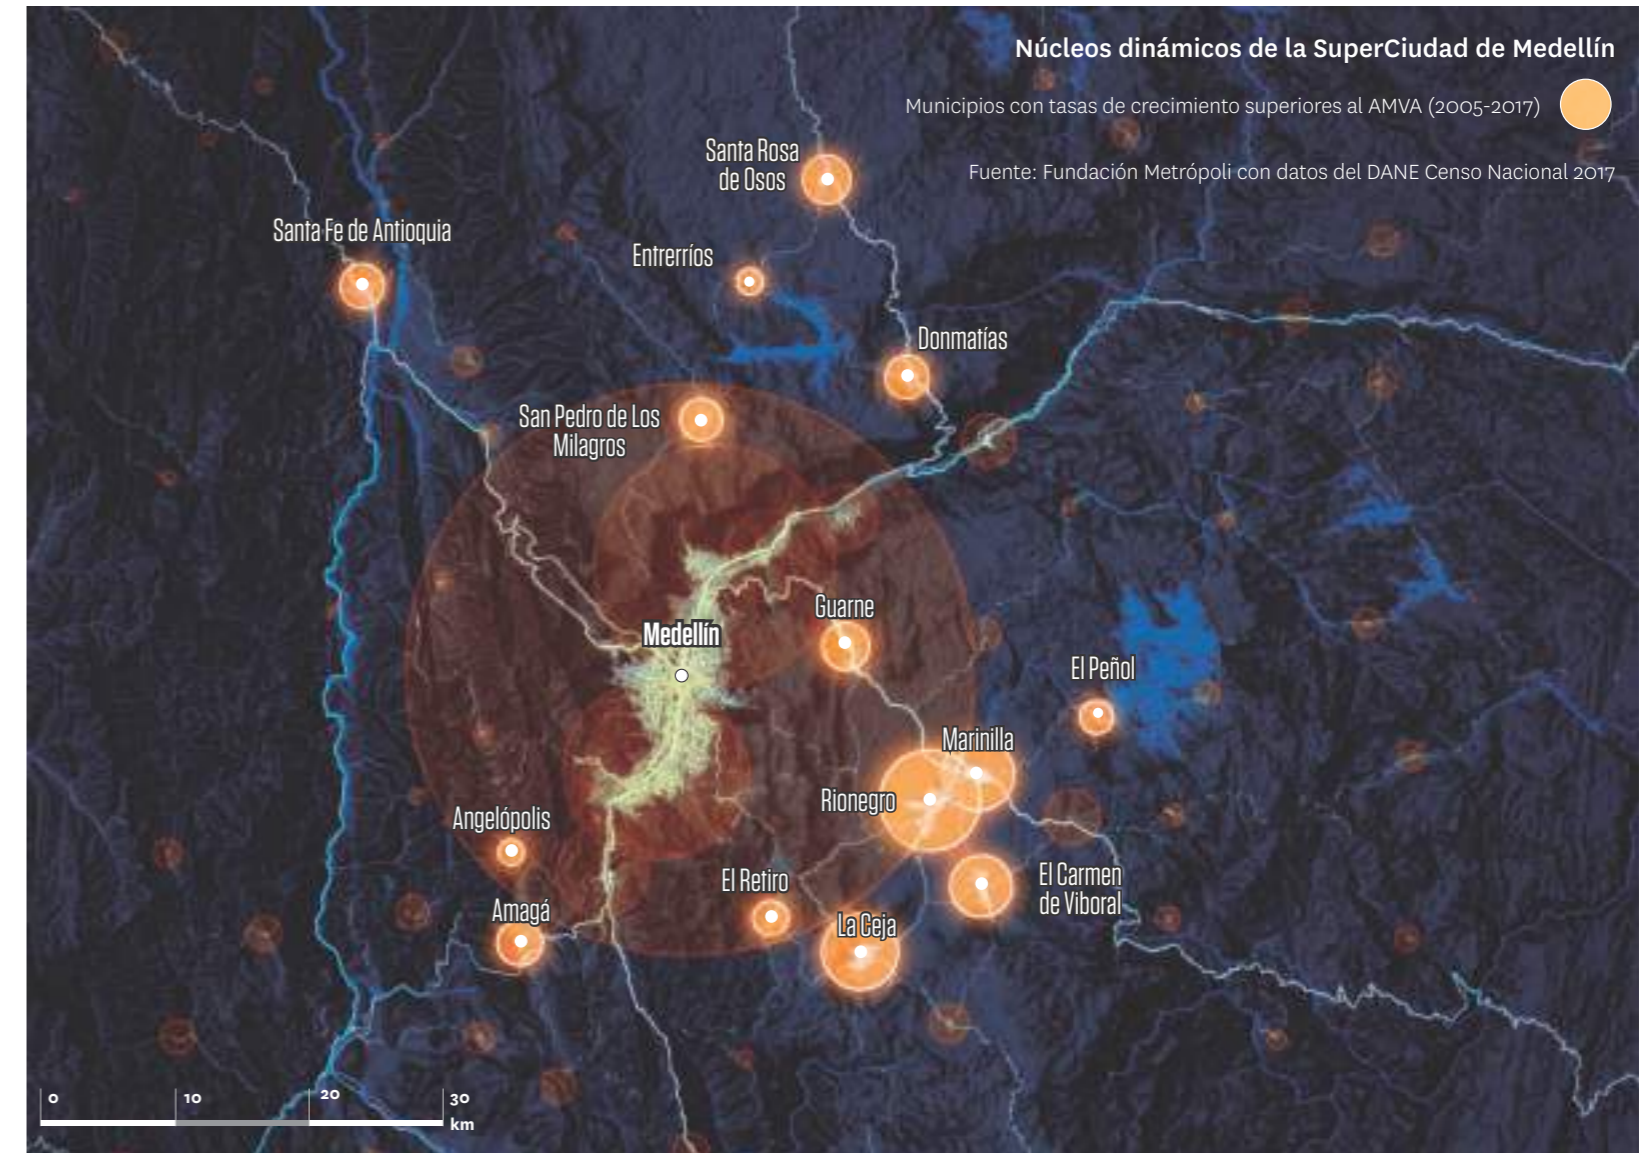 Núcleos dinámicos de la SuperCiudad de Medellín
Municipios con tasas de crecimiento superiores al AMVA (2005-2017)
Fuente: Fundación Metrópoli con datos del DANE Censo Nacional 2017
Santa Rosa
de Osos
Santa Fe de Antioquia
Entrerríos
Donmatías
San Pedro de Los
Milagros
Guarne
Medellín
El Peñol
Marinilla
Rionegro
Angelópolis
El Retiro
El Carmen
de Viboral
Amagá
La Ceja
0 10 20 30
km